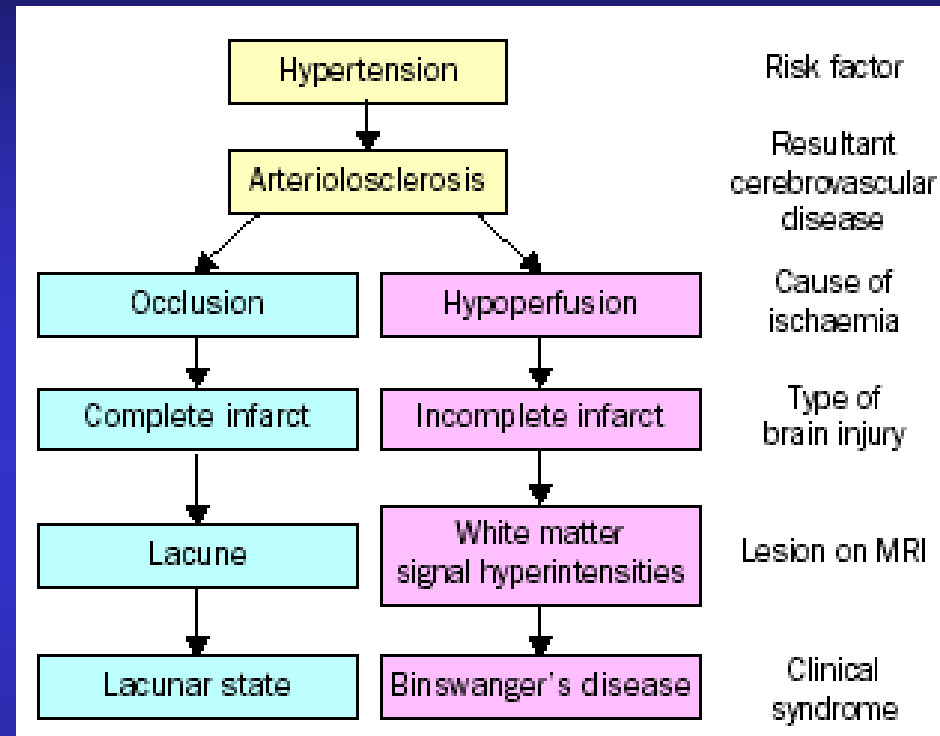 Hypertension
Risk factor
Arteriolosclerosis
Resultant
cerebrovascular
disease
Occlusion
Hypoperfusion
Cause of
ischaemia
Complete infarct
Incomplete infarct
Type of
brain injury
Lacune
White matter
signal hyperintensities
Lesion on MRI
Lacunar state
Binswanger's disease
Clinical
syndrome